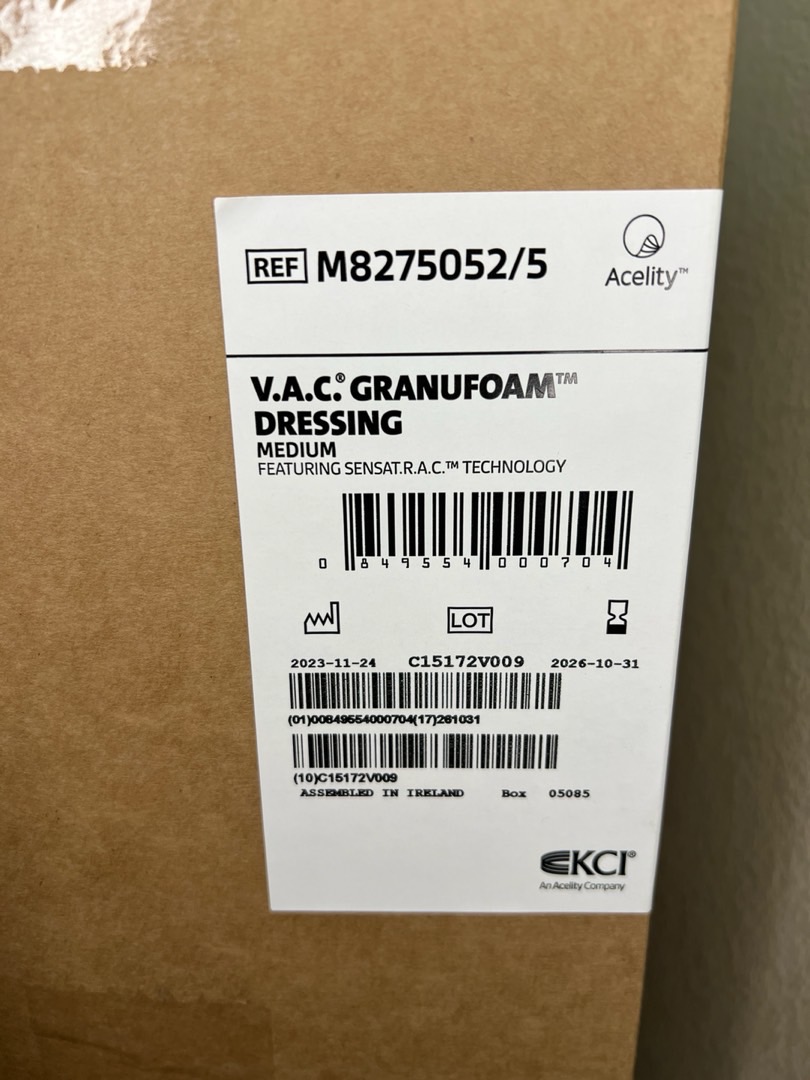 REF M8275052/5
Acelity™
V.A.C.® GRANUFOAM™
DRESSING
MEDIUM
FEATURING SENSAT.R.A.C.™ TECHNOLOGY
0 849554 000704
LOT
2023-11-24 C15172V009 2026-10-31
(01)00849554000704(17)261031
(10)C15172V009
ASSEMBLED IN IRELAND Box 05085
KCI®
An Acelity Company